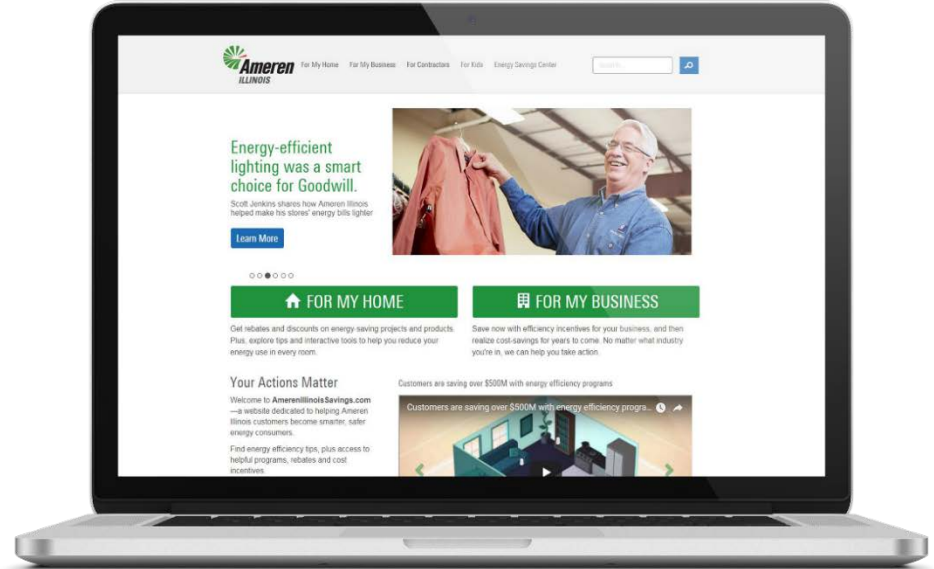 Ameren
ILLINOIS
For My Home For My Business For Contractors For Kids Energy Savings Center
Energy-efficient
lighting was a smart
choice for Goodwill.
Scott Jenkins shares how Ameren Illinois
helped make his stores' energy bills lighter
Learn More
FOR MY HOME
Get rebates and discounts on energy-saving projects and products.
Plus, explore tips and interactive tools to help you reduce your
energy use in every room.
FOR MY BUSINESS
Save now with efficiency incentives for your business, and then
realize cost-savings for years to come. No matter what industry
you're in, we can help you take action.
Your Actions Matter
Welcome to AmerenIllinoisSavings.com
—a website dedicated to helping Ameren
Illinois customers become smarter, safer
energy consumers.
Find energy efficiency tips, plus access to
helpful programs, rebates and cost
incentives.
Customers are saving over $500M with energy efficiency programs
Customers are saving over $500M with energy efficiency progra...